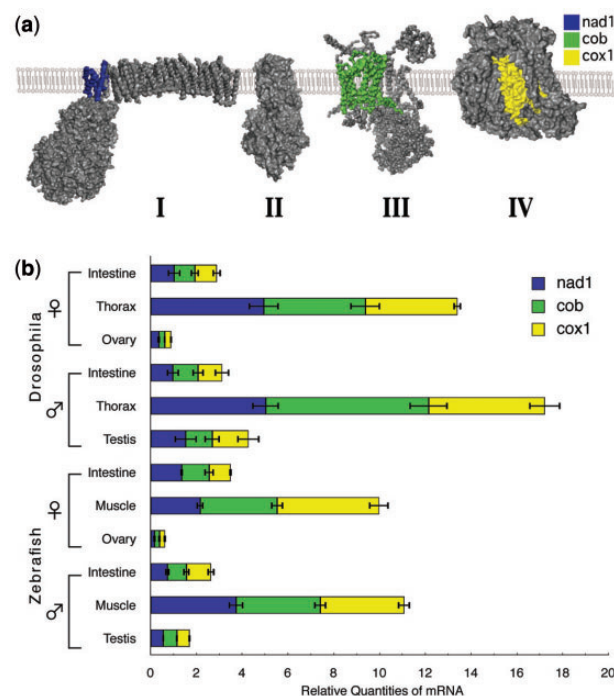 (a)
nad1
cob
cox1
I II III IV
(b)
nad1
cob
cox1
Drosophila
♀
Intestine
Thorax
Ovary
♂
Intestine
Thorax
Testis
Zebrafish
♀
Intestine
Muscle
Ovary
♂
Intestine
Muscle
Testis
0 2 4 6 8 10 12 14 16 18 20
Relative Quantities of mRNA